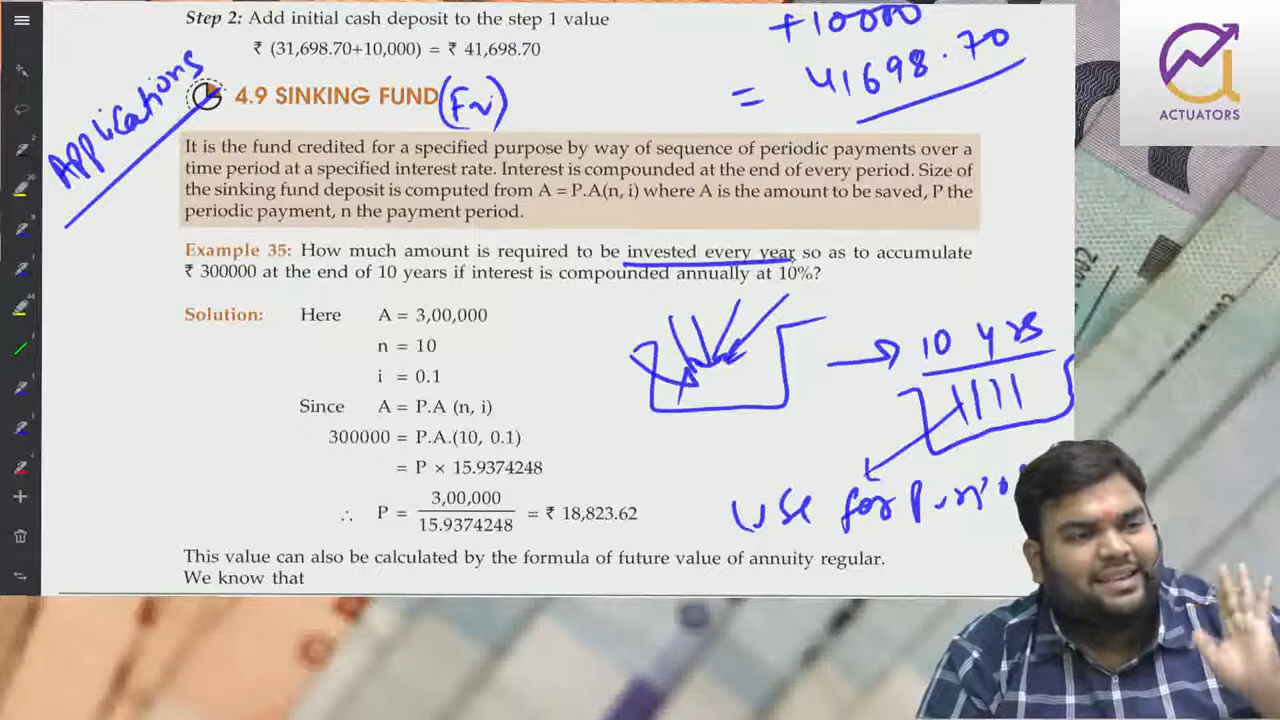 Step 2: Add initial cash deposit to the step 1 value
₹ (31,698.70+10,000) = ₹ 41,698.70
+10000
= 41698.70
ACTUATORS
Applications
4.9 SINKING FUND (Fv)
It is the fund credited for a specified purpose by way of sequence of periodic payments over a
time period at a specified interest rate. Interest is compounded at the end of every period. Size of
the sinking fund deposit is computed from A = P.A(n, i) where A is the amount to be saved, P the
periodic payment, n the payment period.
Example 35: How much amount is required to be invested every year so as to accumulate
₹ 300000 at the end of 10 years if interest is compounded annually at 10%?
Solution: Here A = 3,00,000
n = 10
i = 0.1
Since A = P.A (n, i)
300000 = P.A.(10, 0.1)
= P × 15.9374248
∴ P = 3,00,000 / 15.9374248 = ₹ 18,823.62
10 yrs
Use for
This value can also be calculated by the formula of future value of annuity regular.
We know that